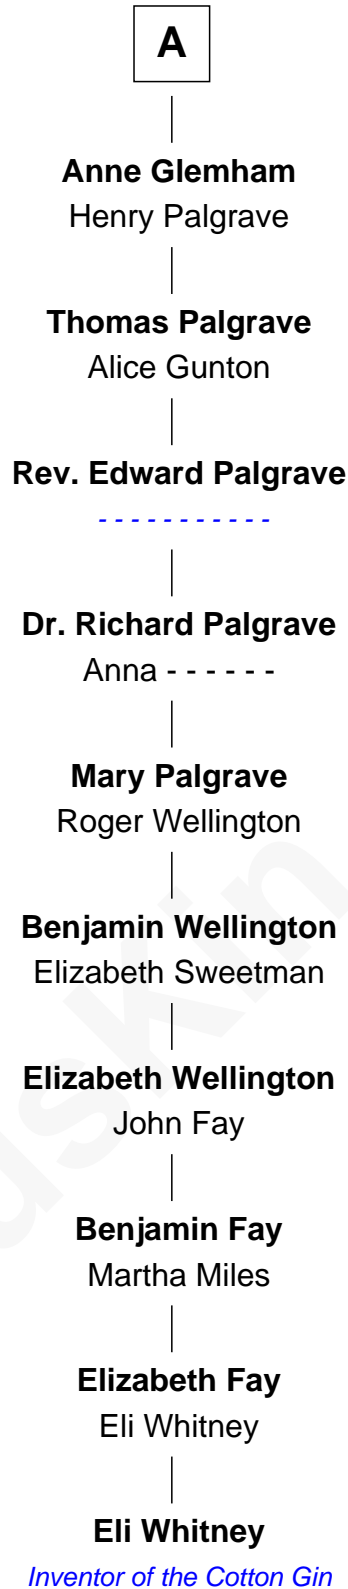 A
Anne Glemham
Henry Palgrave
Thomas Palgrave
Alice Gunton
Rev. Edward Palgrave
- - - - - - - - - - -
Dr. Richard Palgrave
Anna - - - - - -
Mary Palgrave
Roger Wellington
Benjamin Wellington
Elizabeth Sweetman
Elizabeth Wellington
John Fay
Benjamin Fay
Martha Miles
Elizabeth Fay
Eli Whitney
Eli Whitney
Inventor of the Cotton Gin